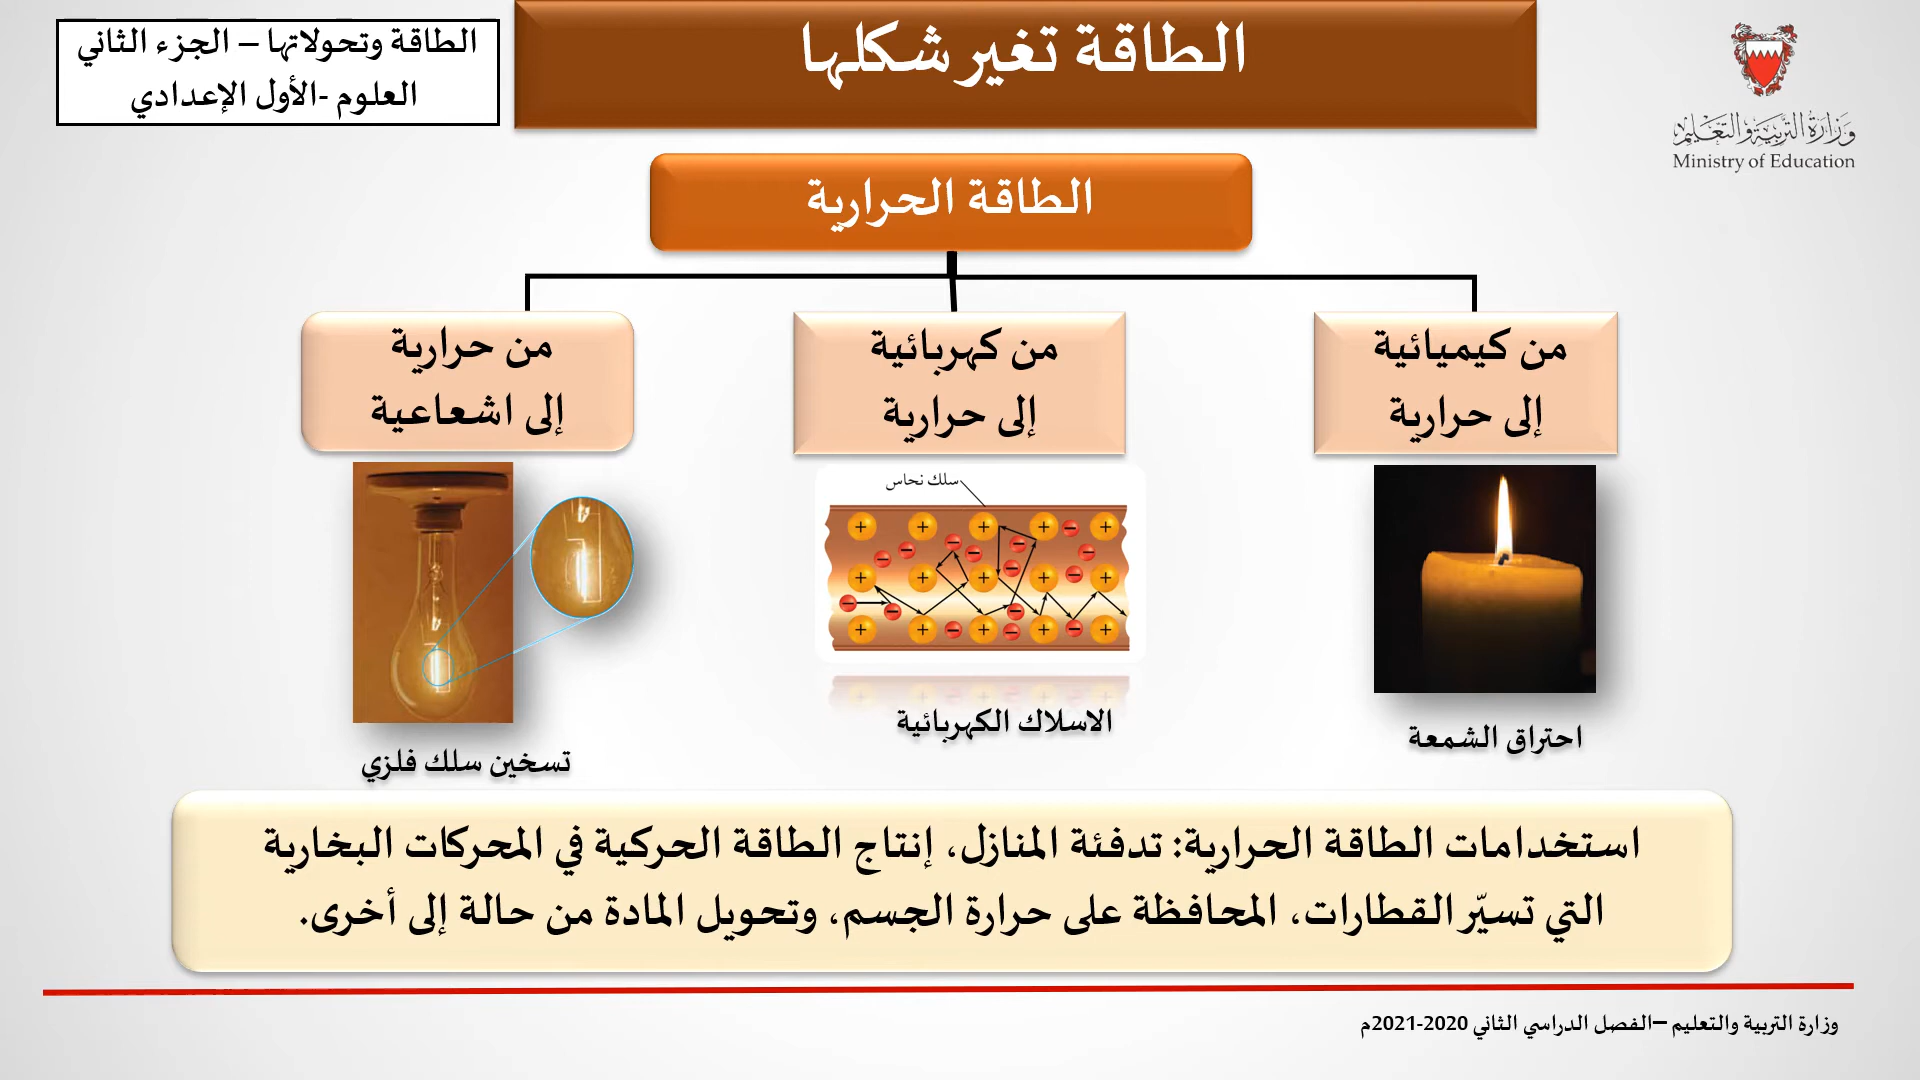 الطاقة وتحولاتها – الجزء الثاني
العلوم -الأول الإعدادي
الطاقة تغير شكلها
وزارة التربية والتعليم
Ministry of Education
الطاقة الحرارية
من كيميائية
إلى حرارية
من كهربائية
إلى حرارية
من حرارية
إلى اشعاعية
سلك نحاس
احتراق الشمعة
الاسلاك الكهربائية
تسخين سلك فلزي
استخدامات الطاقة الحرارية: تدفئة المنازل، إنتاج الطاقة الحركية في المحركات البخارية
التي تسيّر القطارات، المحافظة على حرارة الجسم، وتحويل المادة من حالة إلى أخرى.
وزارة التربية والتعليم –الفصل الدراسي الثاني 2020-2021م